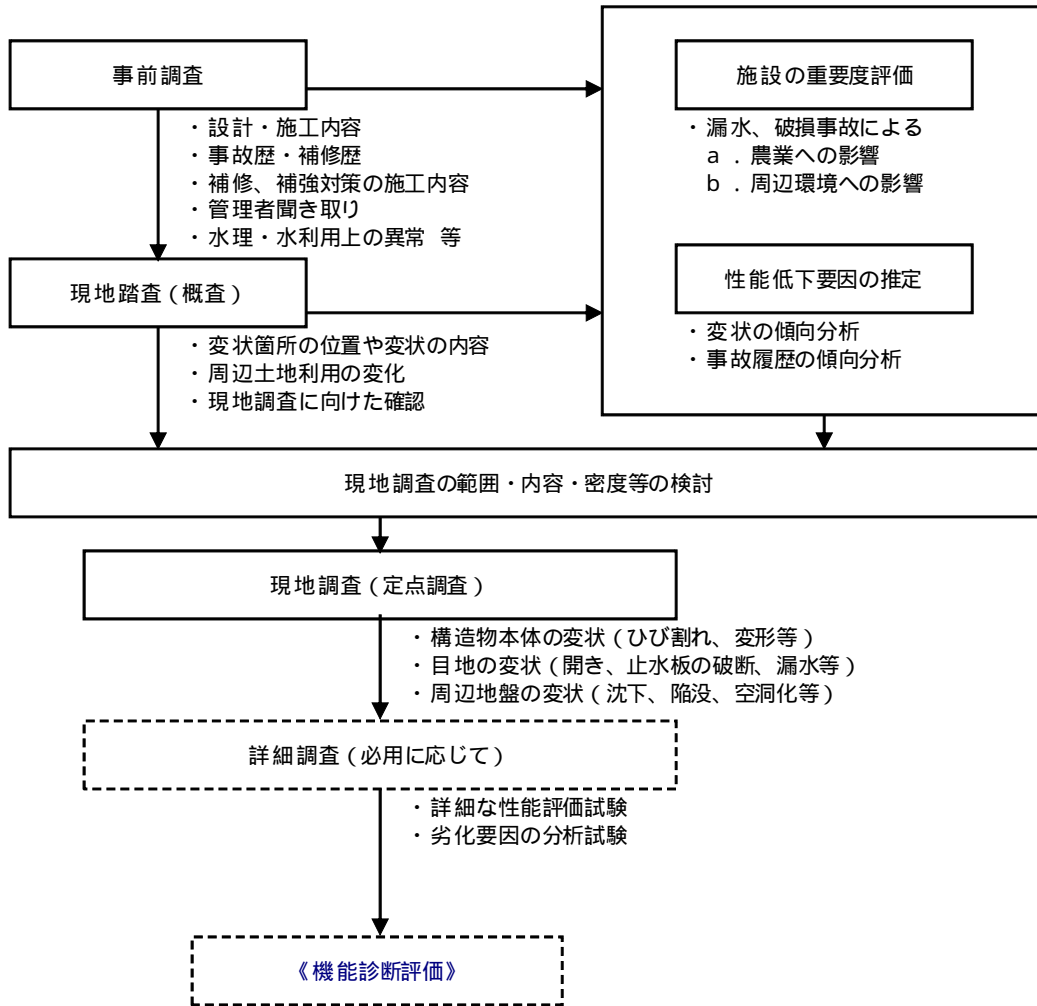 事前調査
・設計・施工内容
・事故歴・補修歴
・補修、補強対策の施工内容
・管理者聞き取り
・水理・水利用上の異常 等
施設の重要度評価
・漏水、破損事故による
ａ．農業への影響
ｂ．周辺環境への影響
現地踏査（概査）
・変状箇所の位置や変状の内容
・周辺土地利用の変化
・現地調査に向けた確認
性能低下要因の推定
・変状の傾向分析
・事故履歴の傾向分析
現地調査の範囲・内容・密度等の検討
現地調査（定点調査）
・構造物本体の変状（ひび割れ、変形等）
・目地の変状（開き、止水板の破断、漏水等）
・周辺地盤の変状（沈下、陥没、空洞化等）
詳細調査（必用に応じて）
・詳細な性能評価試験
・劣化要因の分析試験
《機能診断評価》